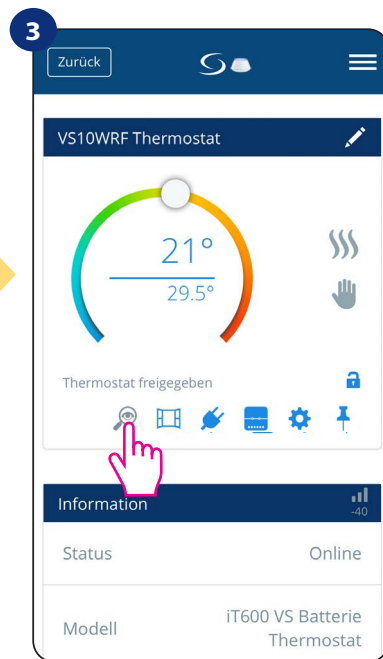 3
Zurück
VS10WRF Thermostat
21°
29.5°
Thermostat freigegeben
Information
-40
Status Online
Modell iT600 VS Batterie
Thermostat